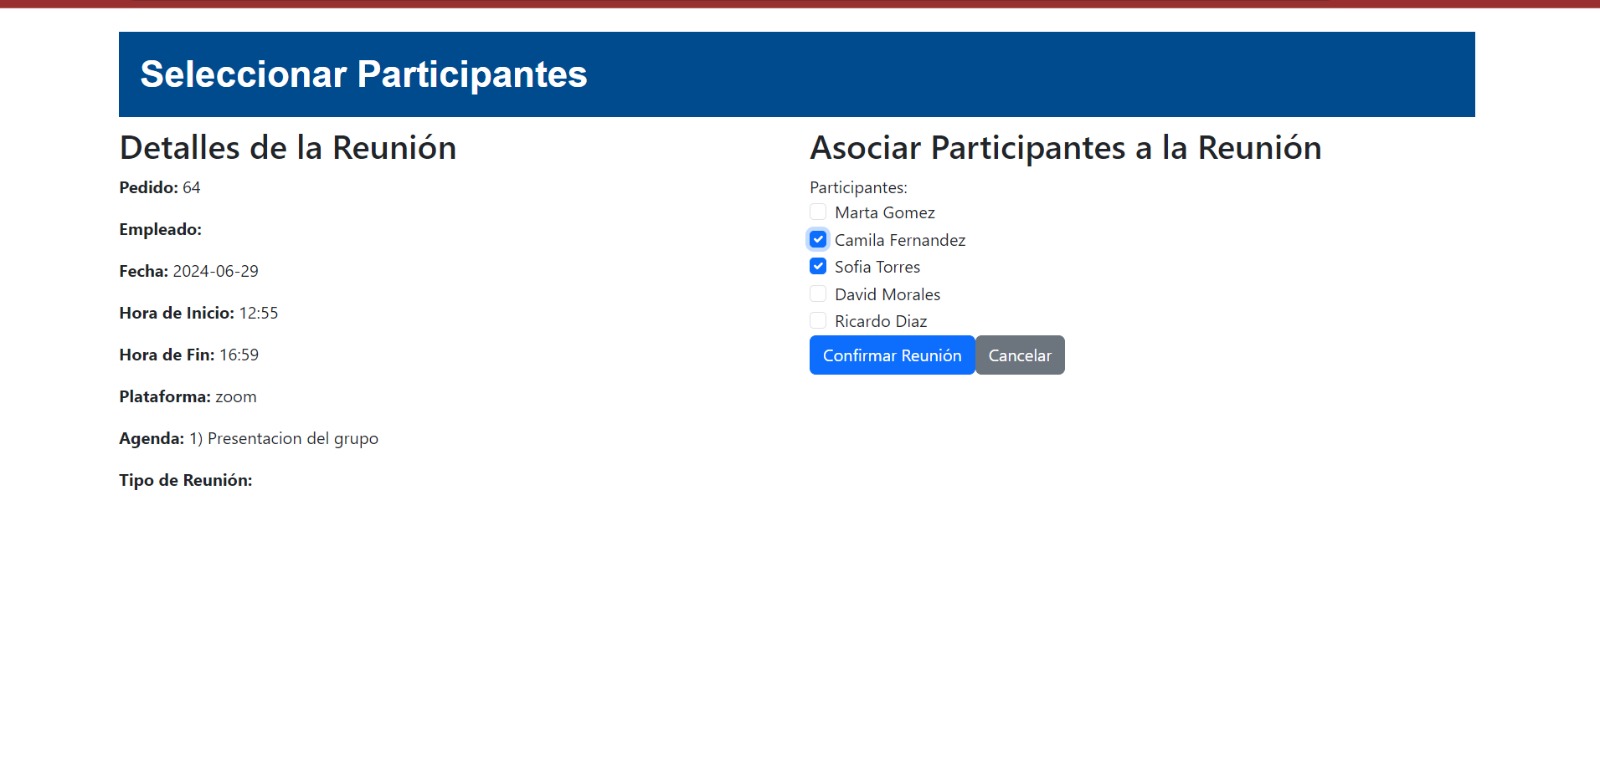 Seleccionar Participantes
Detalles de la Reunión
Pedido: 64
Empleado:
Fecha: 2024-06-29
Hora de Inicio: 12:55
Hora de Fin: 16:59
Plataforma: zoom
Agenda: 1) Presentacion del grupo
Tipo de Reunión:
Asociar Participantes a la Reunión
Participantes:
Marta Gomez
Camila Fernandez
Sofia Torres
David Morales
Ricardo Diaz
Confirmar Reunión Cancelar